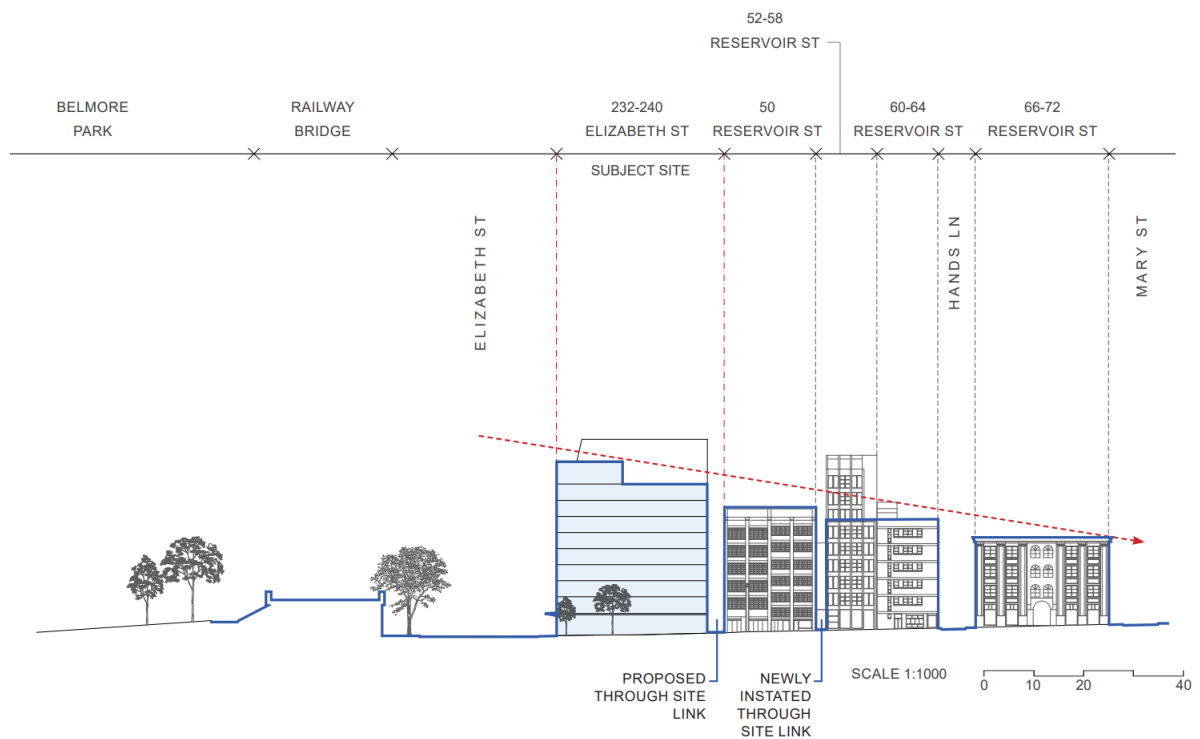 52-58
RESERVOIR ST
BELMORE
PARK
RAILWAY
BRIDGE
232-240
ELIZABETH ST
50
RESERVOIR ST
60-64
RESERVOIR ST
66-72
RESERVOIR ST
SUBJECT SITE
ELIZABETH ST
HANDS LN
MARY ST
PROPOSED
THROUGH SITE
LINK
NEWLY
INSTATED
THROUGH
SITE LINK
SCALE 1:1000
0 10 20 40